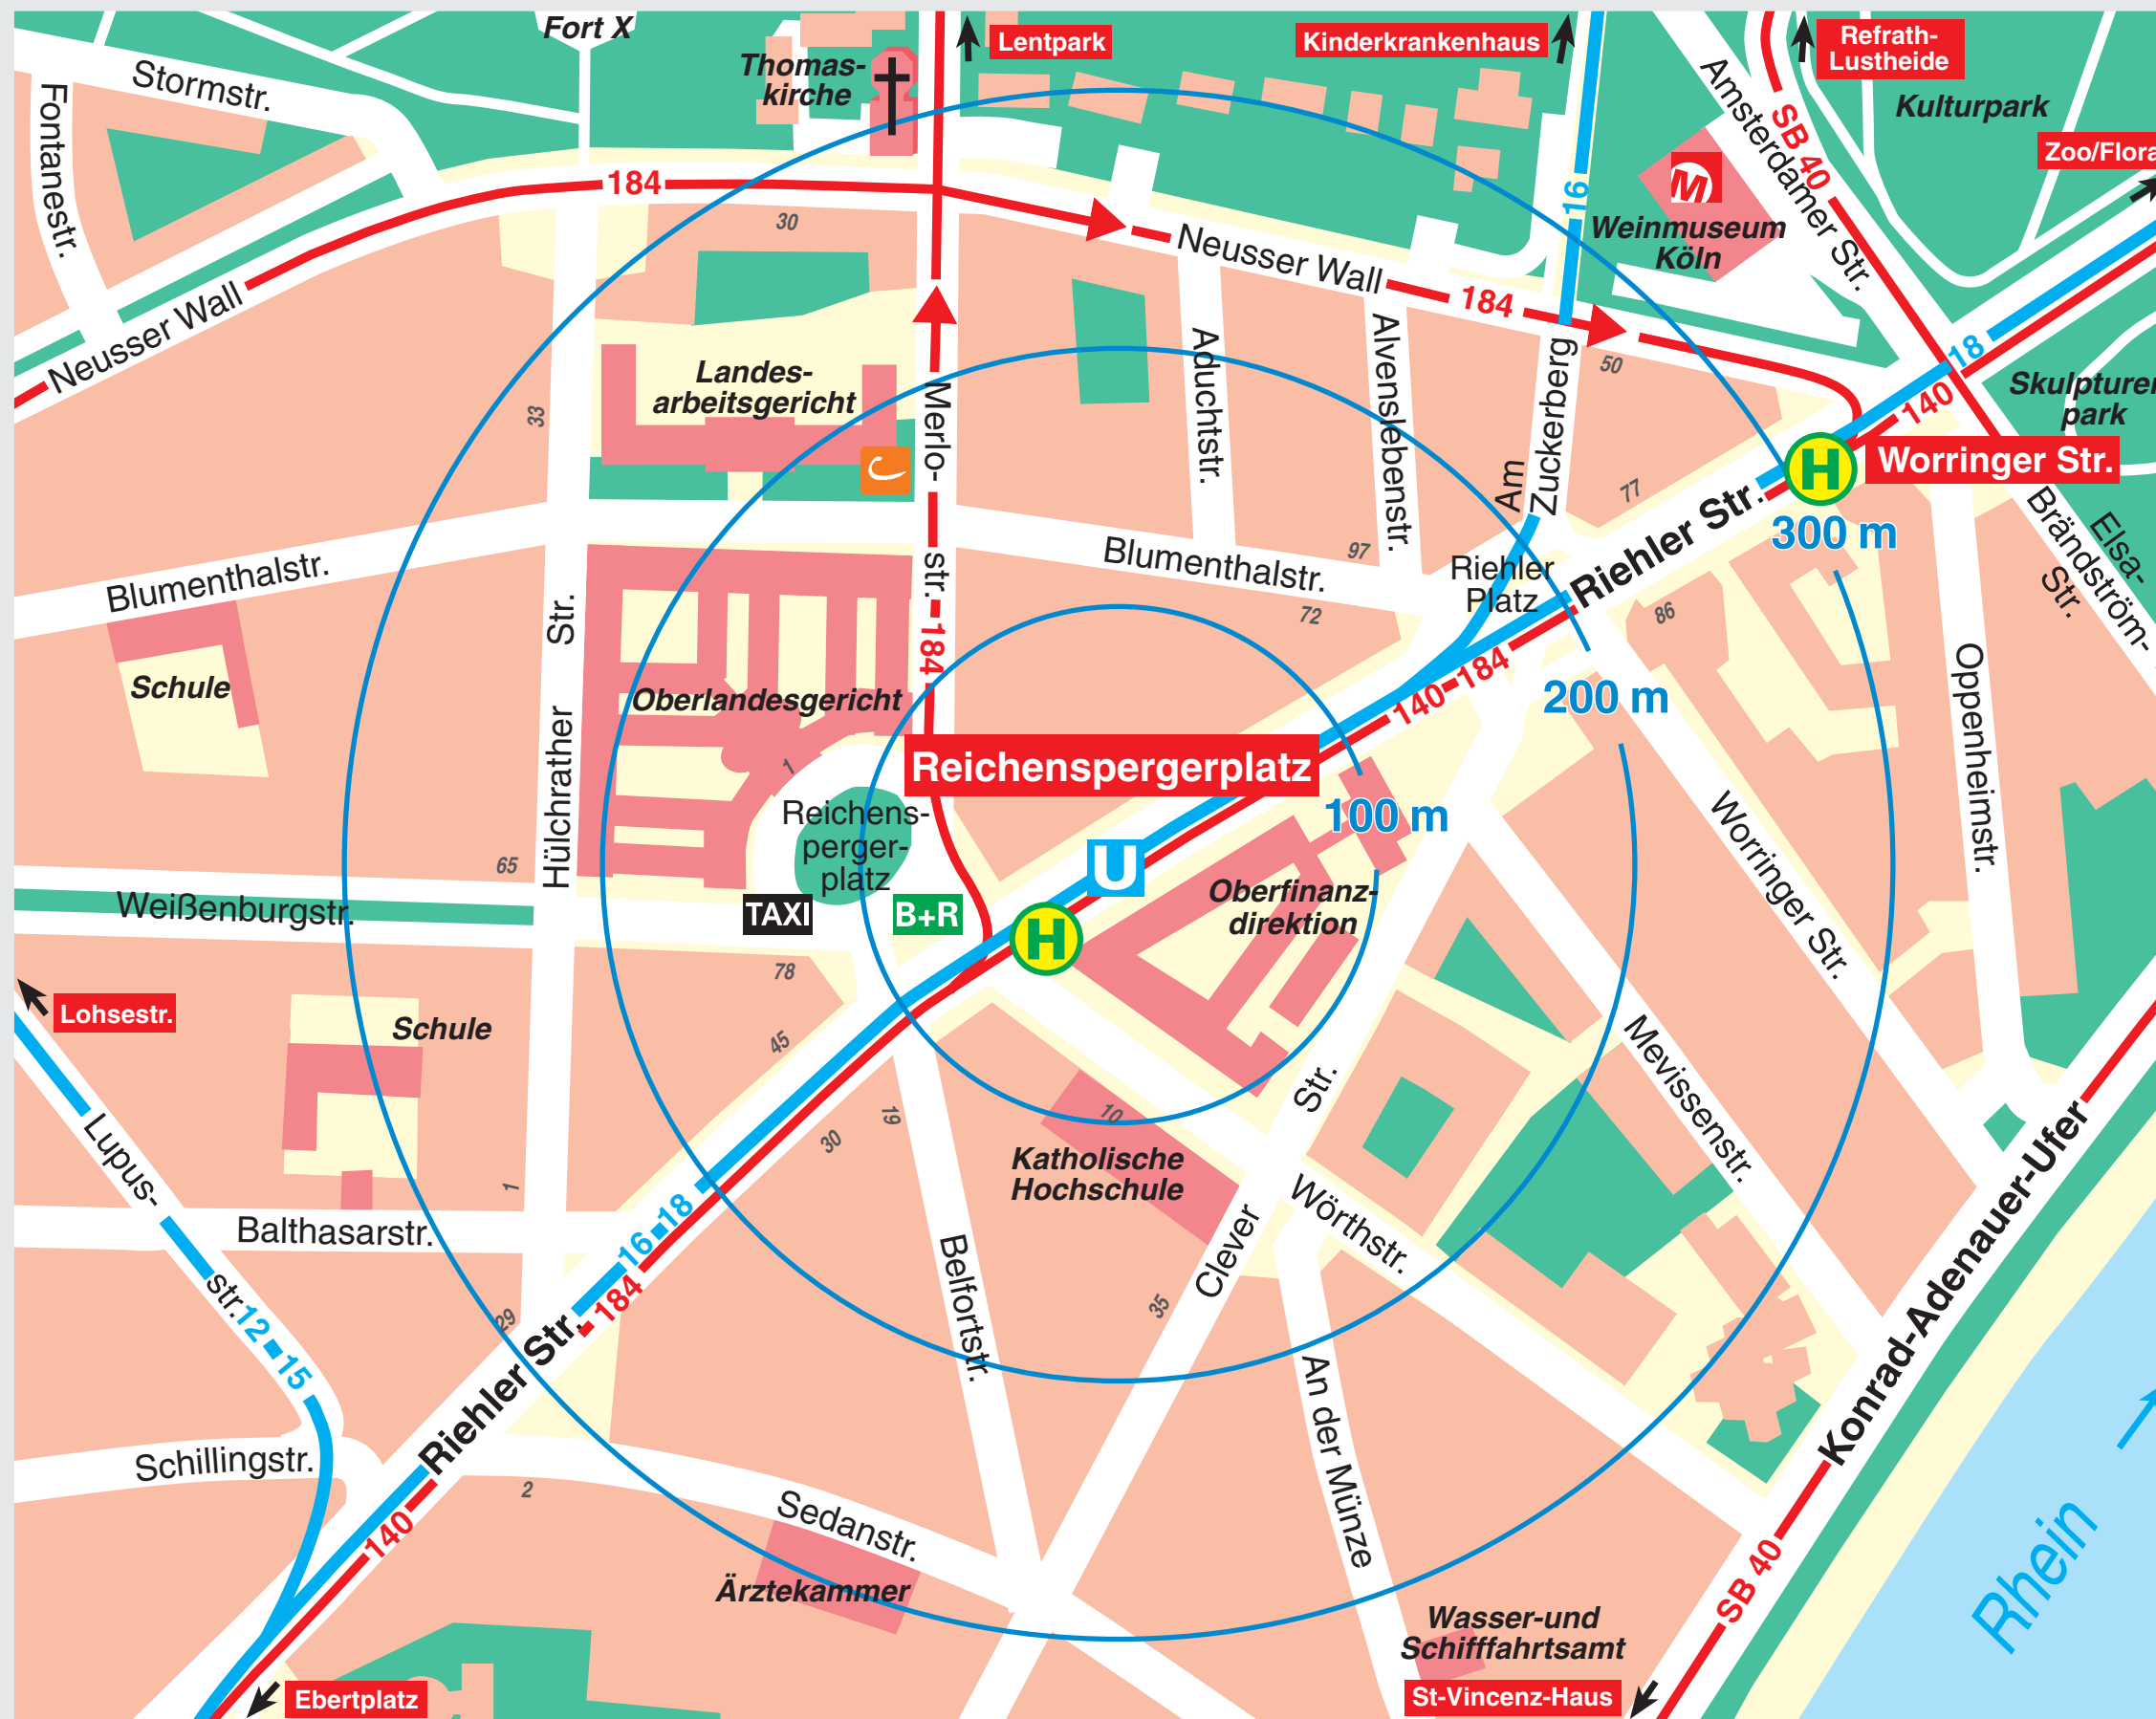 Fort X
Thomas-
kirche
Lentpark
Kinderkrankenhaus
Refrath-
Lustheide
Kulturpark
Zoo/Flora
Stormstr.
Fontanestr.
Amsterdamer Str.
SB 40
16
M
Weinmuseum
Köln
184
30
Neusser Wall
Neusser Wall
184
50
18
140
Skulpturen
park
Landes-
arbeitsgericht
33
Merlo-
str.
184
Aduchtstr.
Alvenslebenstr.
Am
Zuckerberg
77
Riehler Str.
H
Worringer Str.
300 m
Elsa-
Brändström-
Str.
Blumenthalstr.
Blumenthalstr.
97
72
Riehler
Platz
86
Schule
Hülchrather
Str.
Oberlandesgericht
1
140 184
200 m
Oppenheimstr.
Reichenspergerplatz
100 m
Reichens-
perger-
platz
U
65
Weißenburgstr.
TAXI
B+R
H
Oberfinanz-
direktion
Worringer Str.
78
45
Lohsestr.
Schule
Mevissenstr.
19
30
10
Katholische
Hochschule
Str.
Clever
Wörthstr.
35
Lupus-
str.
12 15
1
Balthasarstr.
16 18
184
29
Riehler Str.
Belfortstr.
An der Münze
Konrad-Adenauer-Ufer
Schillingstr.
140
2
Sedanstr.
Ärztekammer
Wasser-und
Schifffahrtsamt
St-Vincenz-Haus
SB 40
Rhein
Ebertplatz